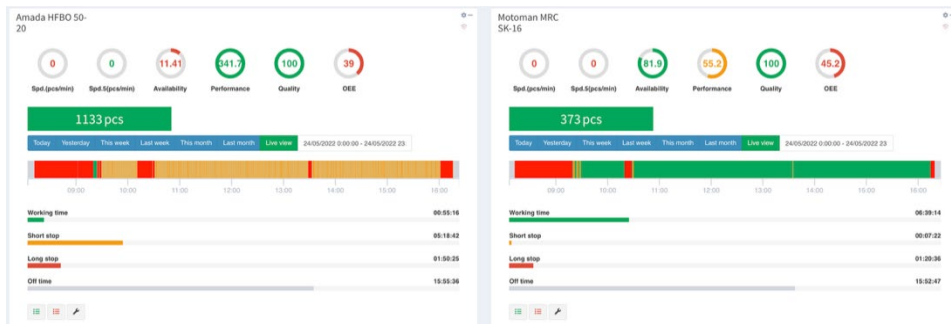 Amada HFBO 50-
20
0
0
11.41
341.7
100
39
Spd.(pcs/min)
Spd.5(pcs/min)
Availability
Performance
Quality
OEE
1133 pcs
Today
Yesterday
This week
Last week
This month
Last month
Live view
24/05/2022 0:00:00 - 24/05/2022 23
09:00
10:00
11:00
12:00
13:00
14:00
15:00
16:00
Working time
00:55:16
Short stop
05:18:42
Long stop
01:50:25
Off time
15:55:36
Motoman MRC
SK-16
0
0
81.9
55.2
100
45.2
Spd.(pcs/min)
Spd.5(pcs/min)
Availability
Performance
Quality
OEE
373 pcs
Today
Yesterday
This week
Last week
This month
Last month
Live view
24/05/2022 0:00:00 - 24/05/2022 23
09:00
10:00
11:00
12:00
13:00
14:00
15:00
16:00
Working time
06:39:14
Short stop
00:07:22
Long stop
01:20:36
Off time
15:52:47